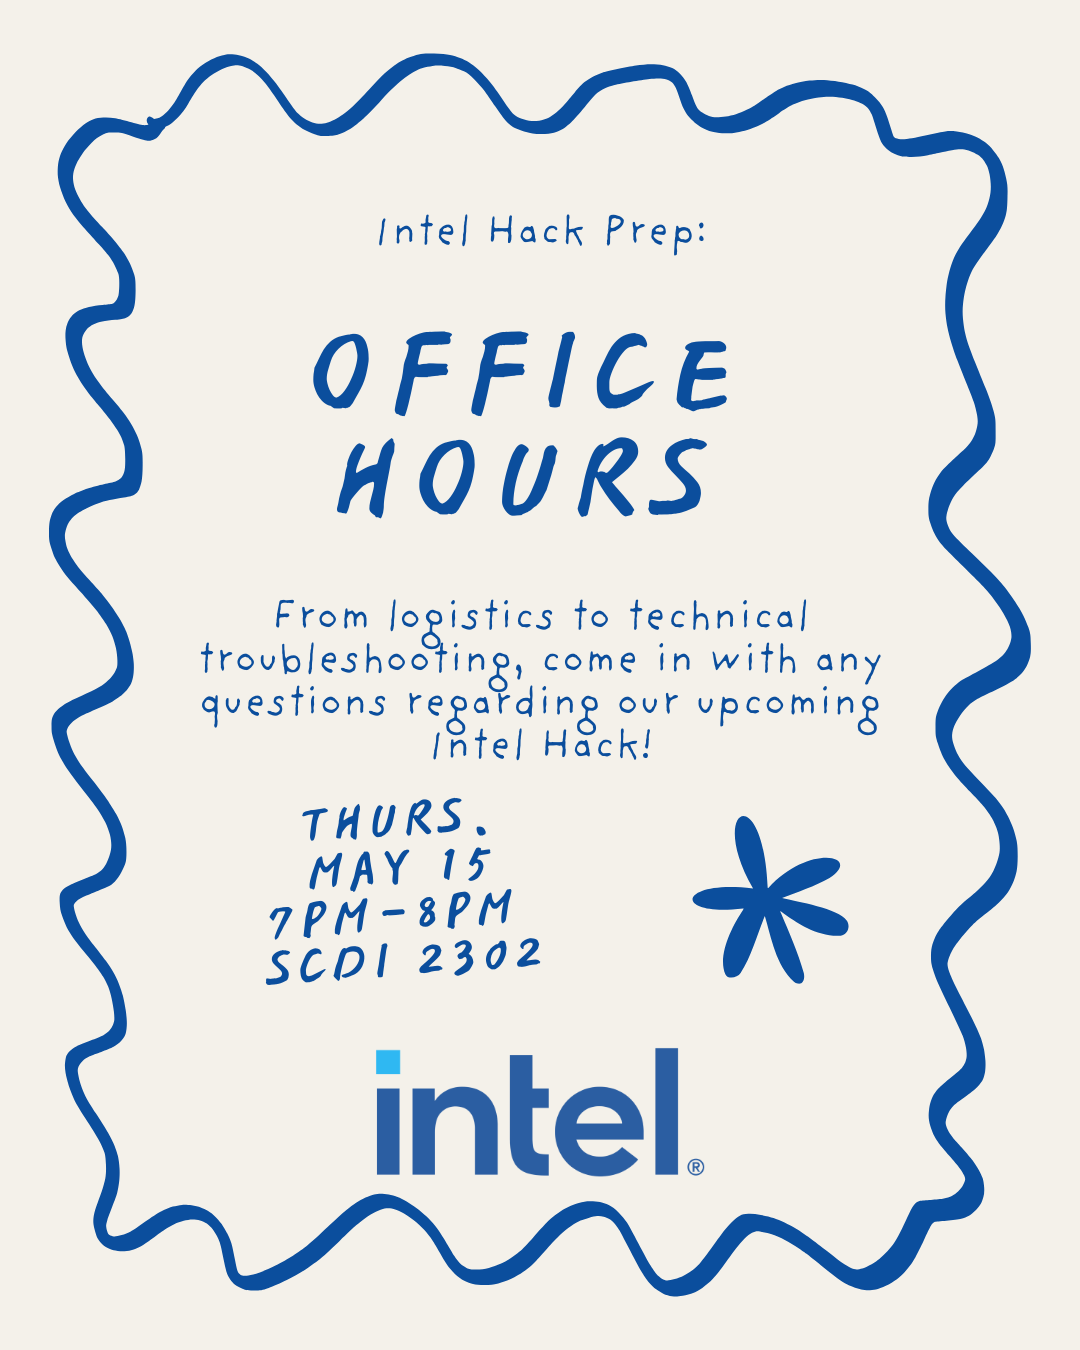 Intel Hack Prep:
OFFICE
HOURS
From logistics to technical
troubleshooting, come in with any
questions regarding our upcoming
Intel Hack!
THURS.
MAY 15
7PM-8PM
SCDI 2302
intel®